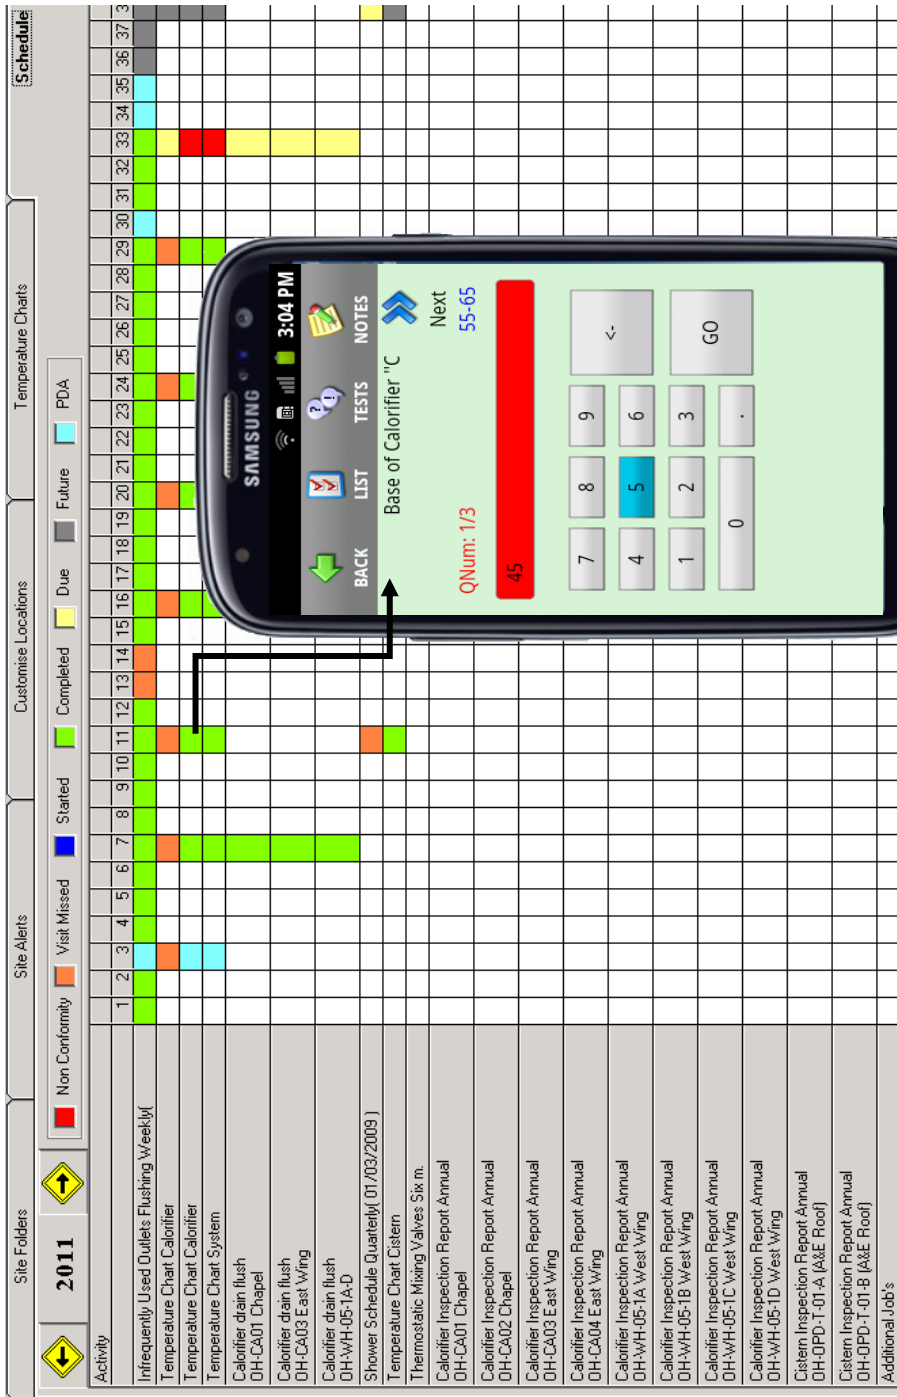 Site Folders
Site Alerts
Customise Locations
Temperature Charts
Schedule
2011
Non Conformity
Visit Missed
Started
Completed
Due
Future
PDA
Activity
1 2 3 4 5 6 7 8 9 10 11 12 13 14 15 16 17 18 19 20 21 22 23 24 25 26 27 28 29 30 31 32 33 34 35 36 37 3
Infrequently Used Outlets Flushing Weekly(
Temperature Chart Calorifier
Temperature Chart Calorifier
Temperature Chart System
Calorifier drain flush
OH-CA01 Chapel
Calorifier drain flush
OH-CA03 East Wing
Calorifier drain flush
OH-WH-05-1A-D
Shower Schedule Quarterly( 01/03/2009 )
Temperature Chart Cistern
Thermostatic Mixing Valves Six m.
Calorifier Inspection Report Annual
OH-CA01 Chapel
Calorifier Inspection Report Annual
OH-CA02 Chapel
Calorifier Inspection Report Annual
OH-CA03 East Wing
Calorifier Inspection Report Annual
OH-CA04 East Wing
Calorifier Inspection Report Annual
OH-WH-05-1A West Wing
Calorifier Inspection Report Annual
OH-WH-05-1B West Wing
Calorifier Inspection Report Annual
OH-WH-05-1C West Wing
Calorifier Inspection Report Annual
OH-WH-05-1D West Wing
Cistern Inspection Report Annual
OH-OPD-T-01-A (A&E Roof)
Cistern Inspection Report Annual
OH-OPD-T-01-B (A&E Roof)
Additional Job's
SAMSUNG
3:04 PM
BACK
LIST
TESTS
NOTES
Base of Calorifier "C
Next
QNum: 1/3
55-65
45
7 8 9 <-
4 5 6
1 2 3 GO
0 .